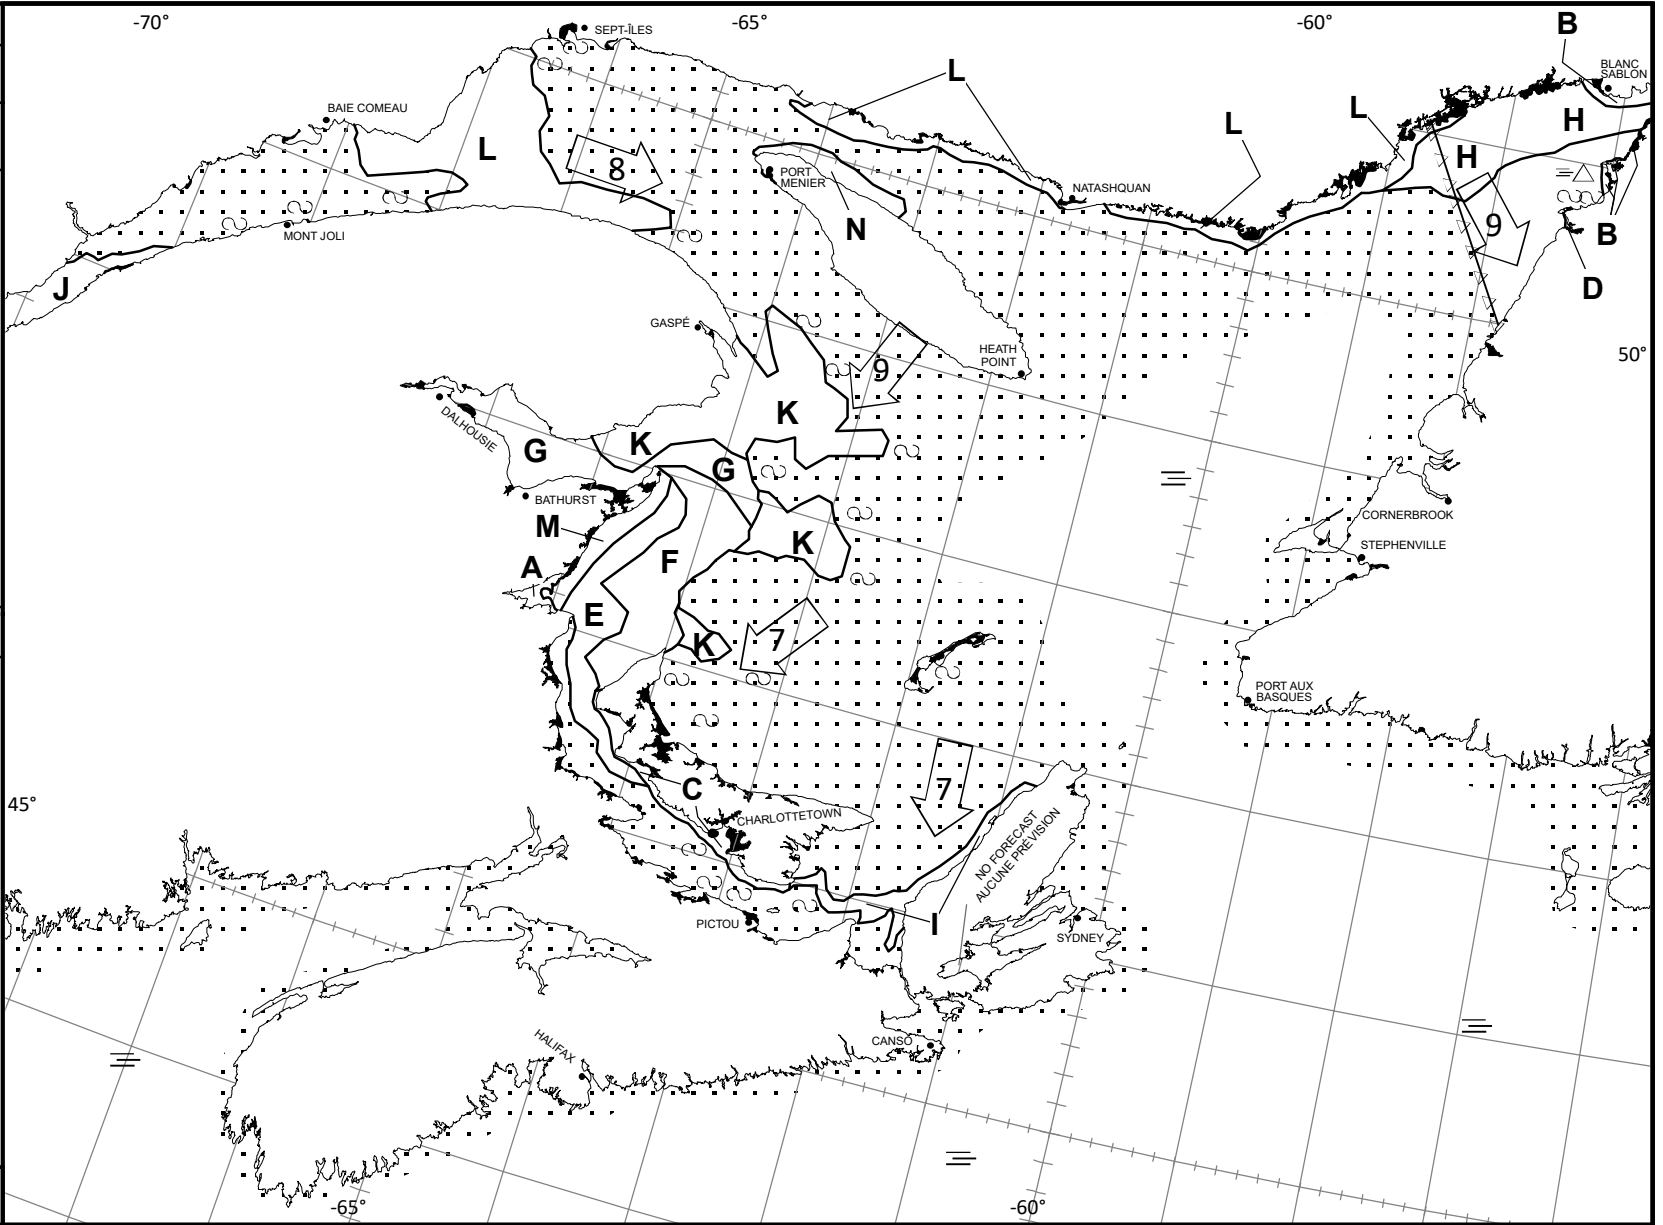 -70°
-65°
-60°
B
SEPT-ÎLES
BLANC
SABLON
L
BAIE COMEAU
L
L
H
L
H
8
PORT
MENIER
NATASHQUAN
N
9
B
MONT JOLI
J
D
GASPÉ
HEATH
POINT
50°
9
K
DALHOUSIE
G
K
G
BATHURST
CORNERBROOK
M
K
STEPHENVILLE
A
F
E
K
7
PORT AUX
BASQUES
C
7
45°
CHARLOTTETOWN
NO FORECAST
AUCUNE PRÉVISION
PICTOU
I
SYDNEY
CANSO
HALIFAX
-65°
-60°